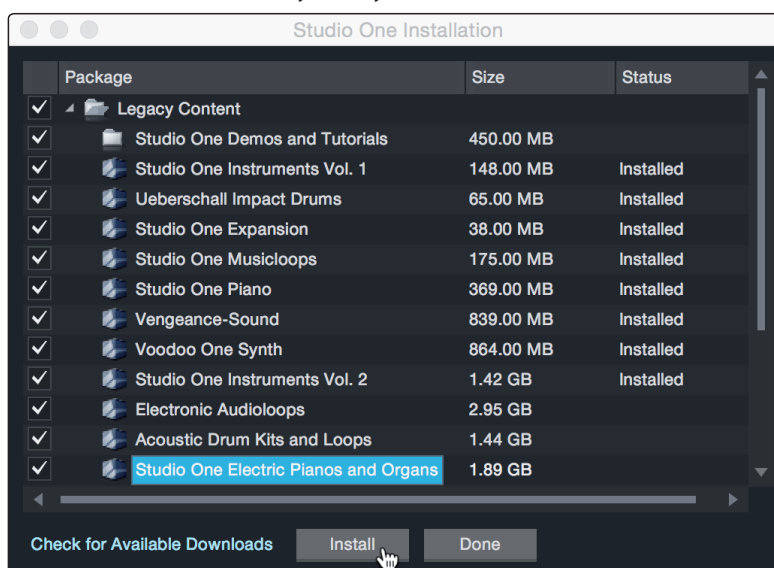 Studio One Installation
Package Size Status
Legacy Content
Studio One Demos and Tutorials 450.00 MB
Studio One Instruments Vol. 1 148.00 MB Installed
Ueberschall Impact Drums 65.00 MB Installed
Studio One Expansion 38.00 MB Installed
Studio One Musicloops 175.00 MB Installed
Studio One Piano 369.00 MB Installed
Vengeance-Sound 839.00 MB Installed
Voodoo One Synth 864.00 MB Installed
Studio One Instruments Vol. 2 1.42 GB Installed
Electronic Audioloops 2.95 GB
Acoustic Drum Kits and Loops 1.44 GB
Studio One Electric Pianos and Organs 1.89 GB
Check for Available Downloads Install Done